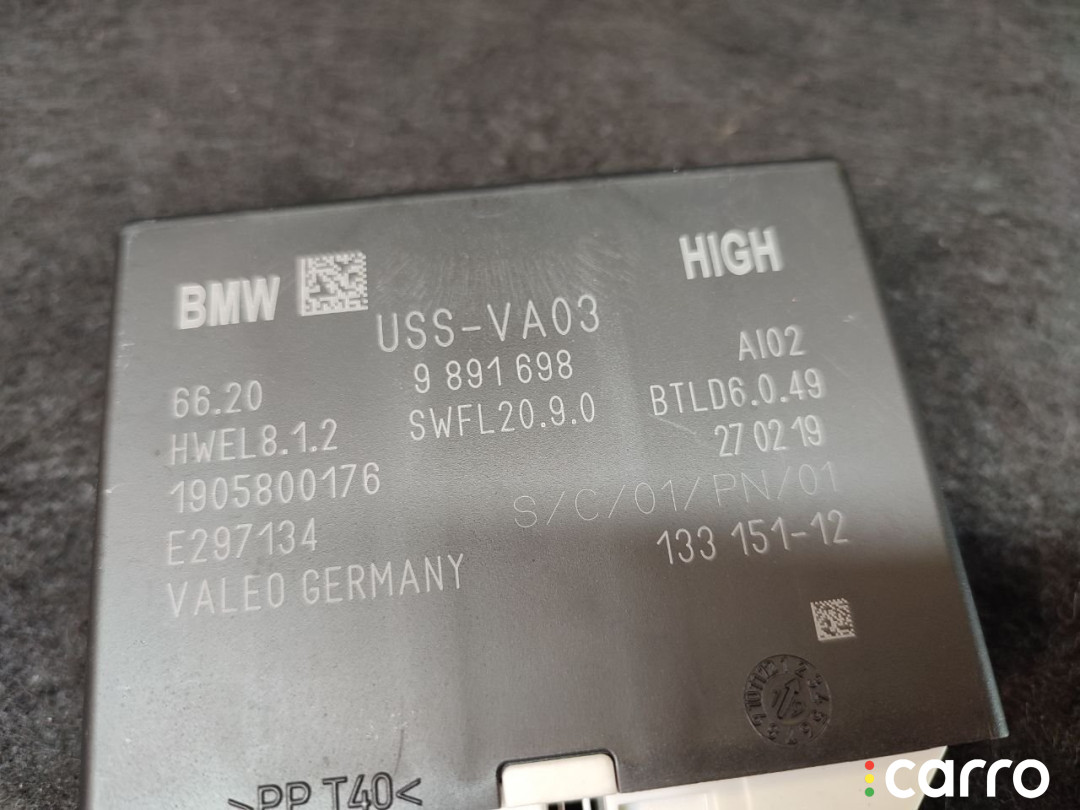 BMW
HIGH
USS-VA03
9 891 698
AI02
66.20
SWFL20.9.0
BTLD6.0.49
HWEL8.1.2
27 02 19
1905800176
S/C/01/PN/01
E297134
133 151-12
VALEO GERMANY
>PP T40<
carro